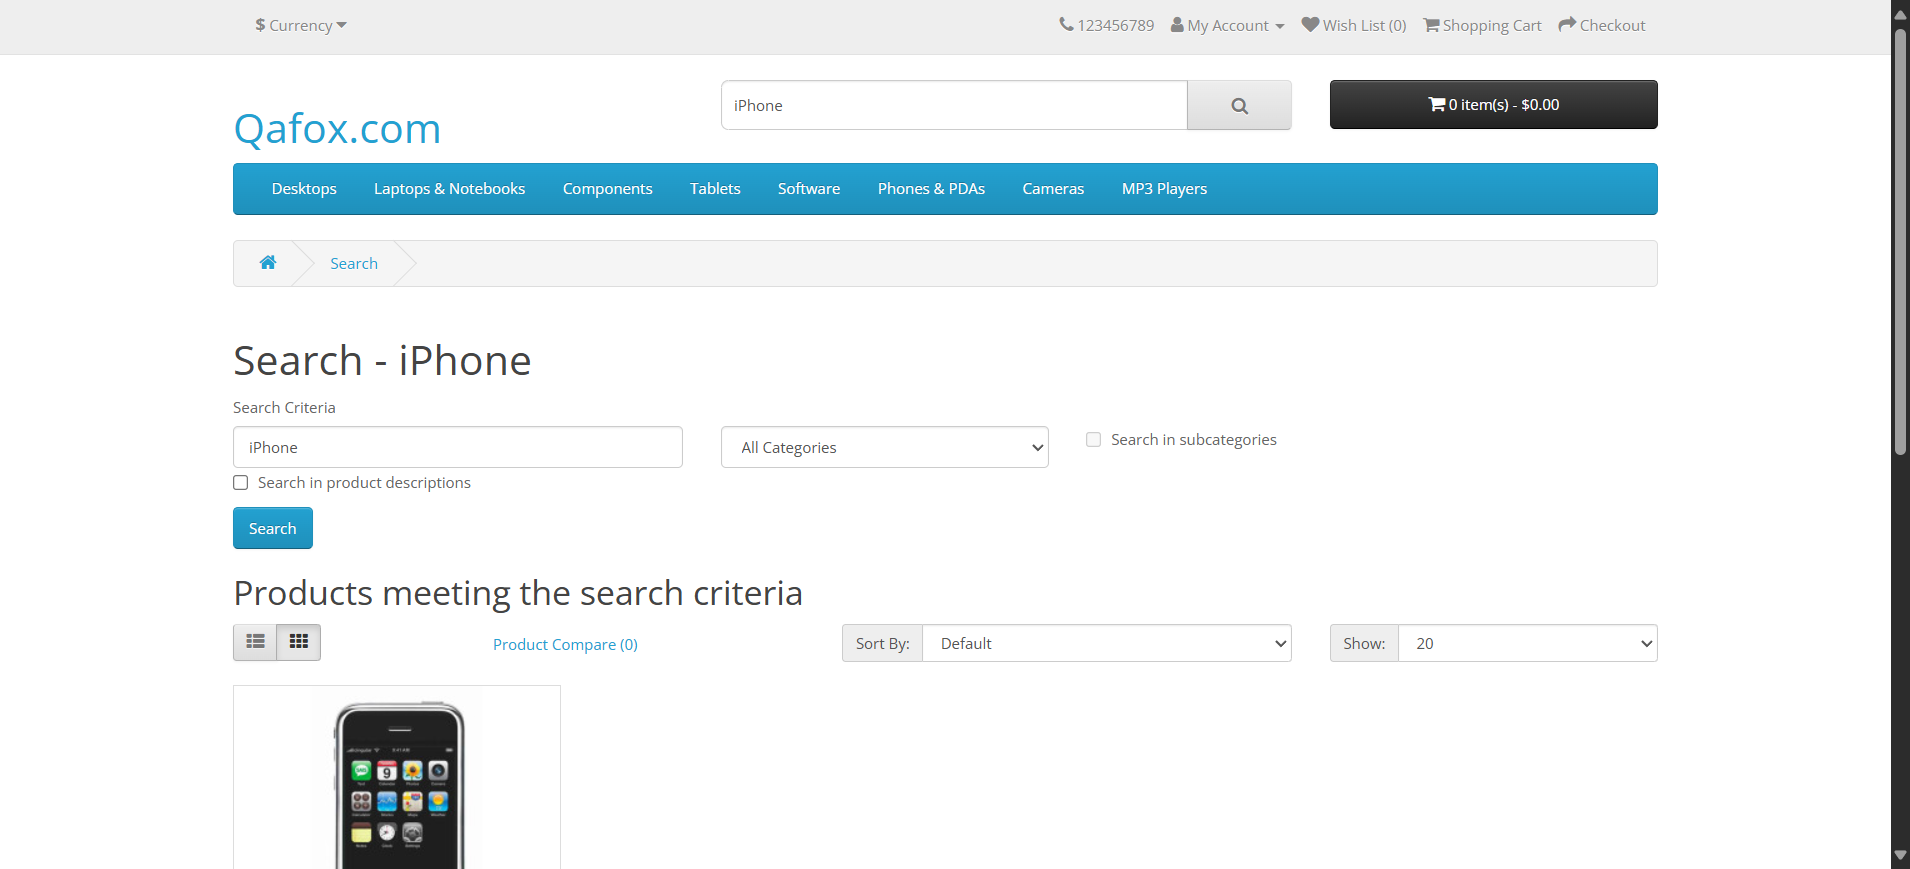 $ Currency
123456789 My Account Wish List (0) Shopping Cart Checkout
iPhone
0 item(s) - $0.00
Qafox.com
Desktops Laptops & Notebooks Components Tablets Software Phones & PDAs Cameras MP3 Players
Search
Search - iPhone
Search Criteria
iPhone
All Categories
Search in subcategories
Search in product descriptions
Search
Products meeting the search criteria
Product Compare (0)
Sort By: Default
Show: 20
9